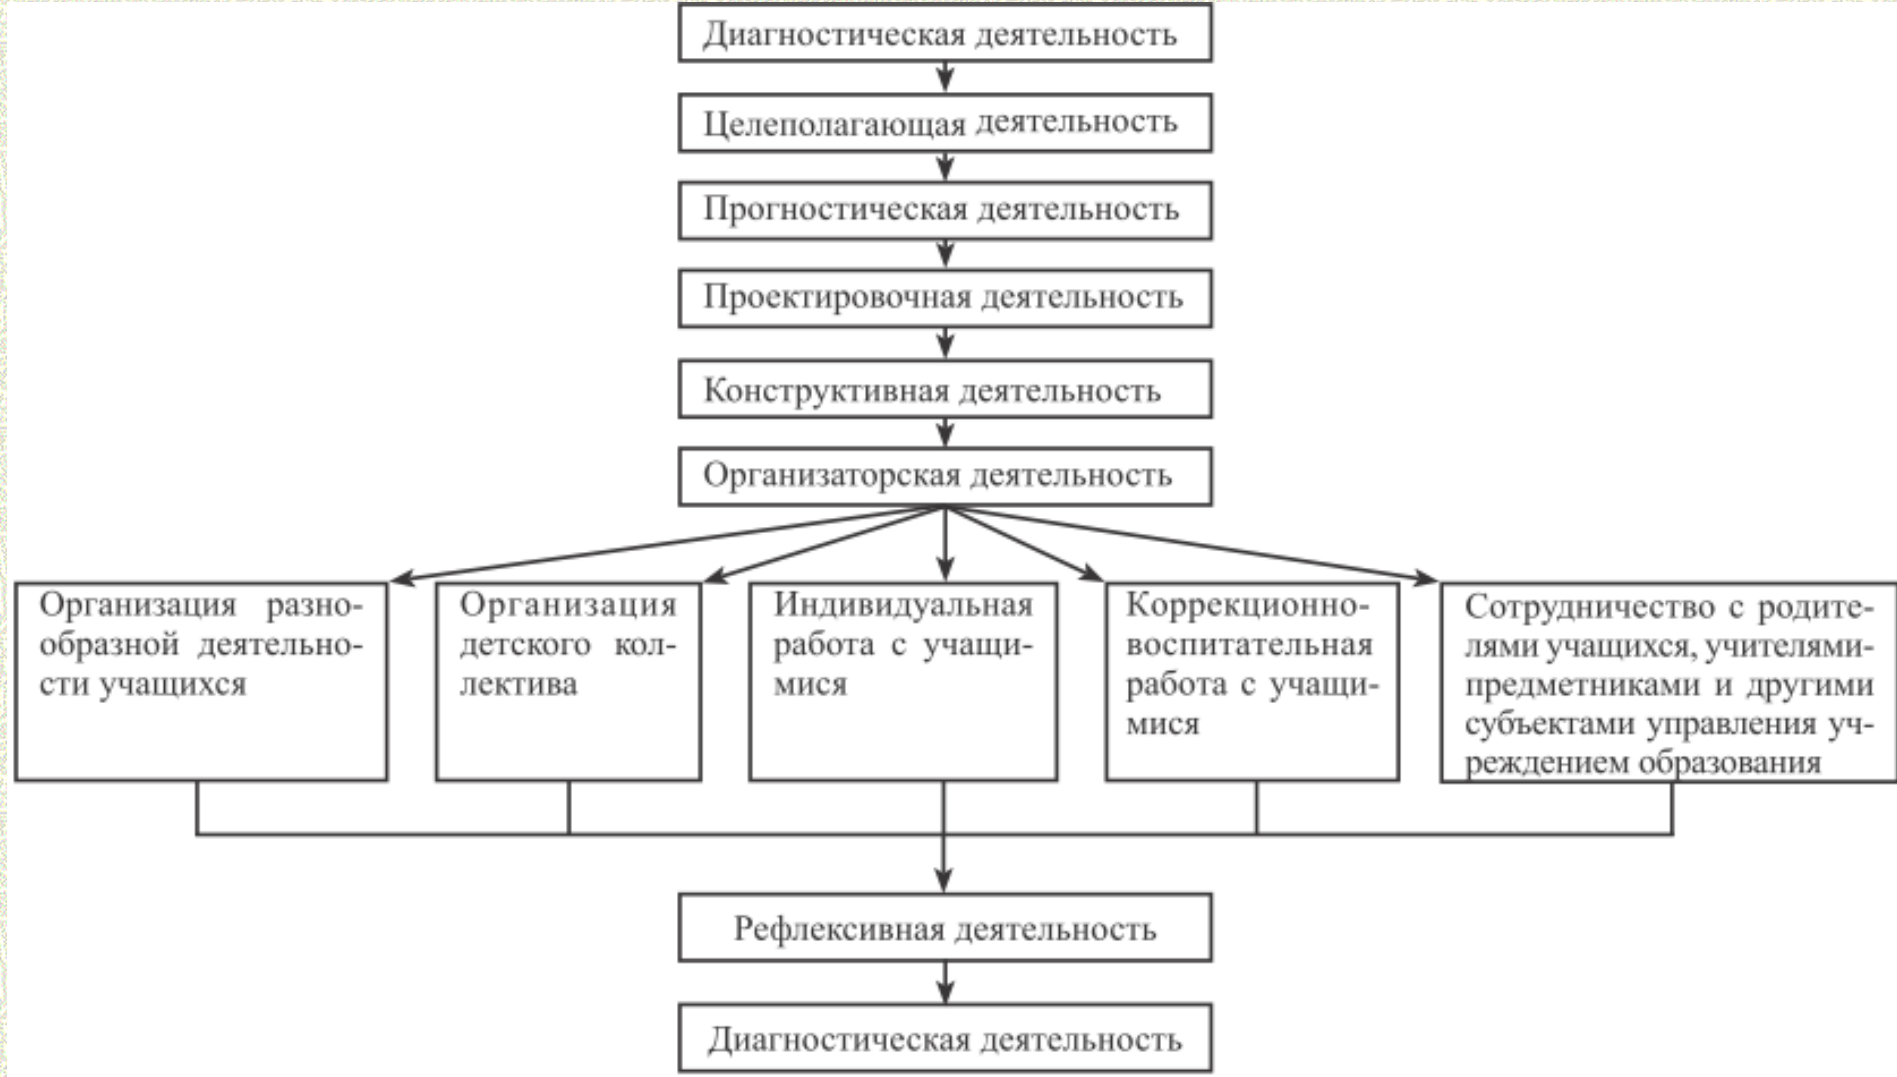 Диагностическая деятельность
Целеполагающая деятельность
Прогностическая деятельность
Проектировочная деятельность
Конструктивная деятельность
Организаторская деятельность
Организация разно-
образной деятельно-
сти учащихся
Организация
детского кол-
лектива
Индивидуальная
работа с учащи-
мися
Коррекционно-
воспитательная
работа с учащи-
мися
Сотрудничество с родите-
лями учащихся, учителями-
предметниками и другими
субъектами управления уч-
реждением образования
Рефлексивная деятельность
Диагностическая деятельность